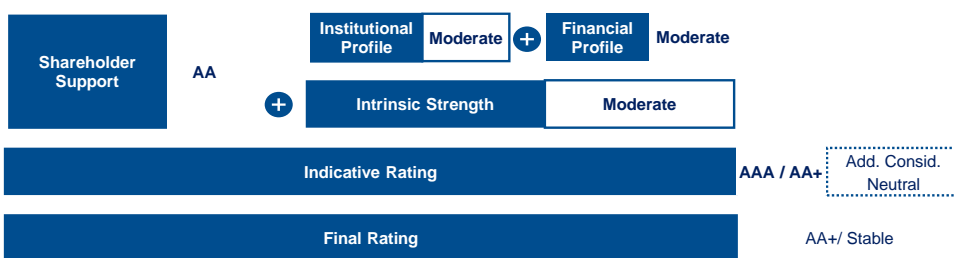 Shareholder
Support
AA
Institutional
Profile
Moderate
+
Financial
Profile
Moderate
+
Intrinsic Strength
Moderate
Indicative Rating
AAA / AA+
Add. Consid.
Neutral
Final Rating
AA+/ Stable